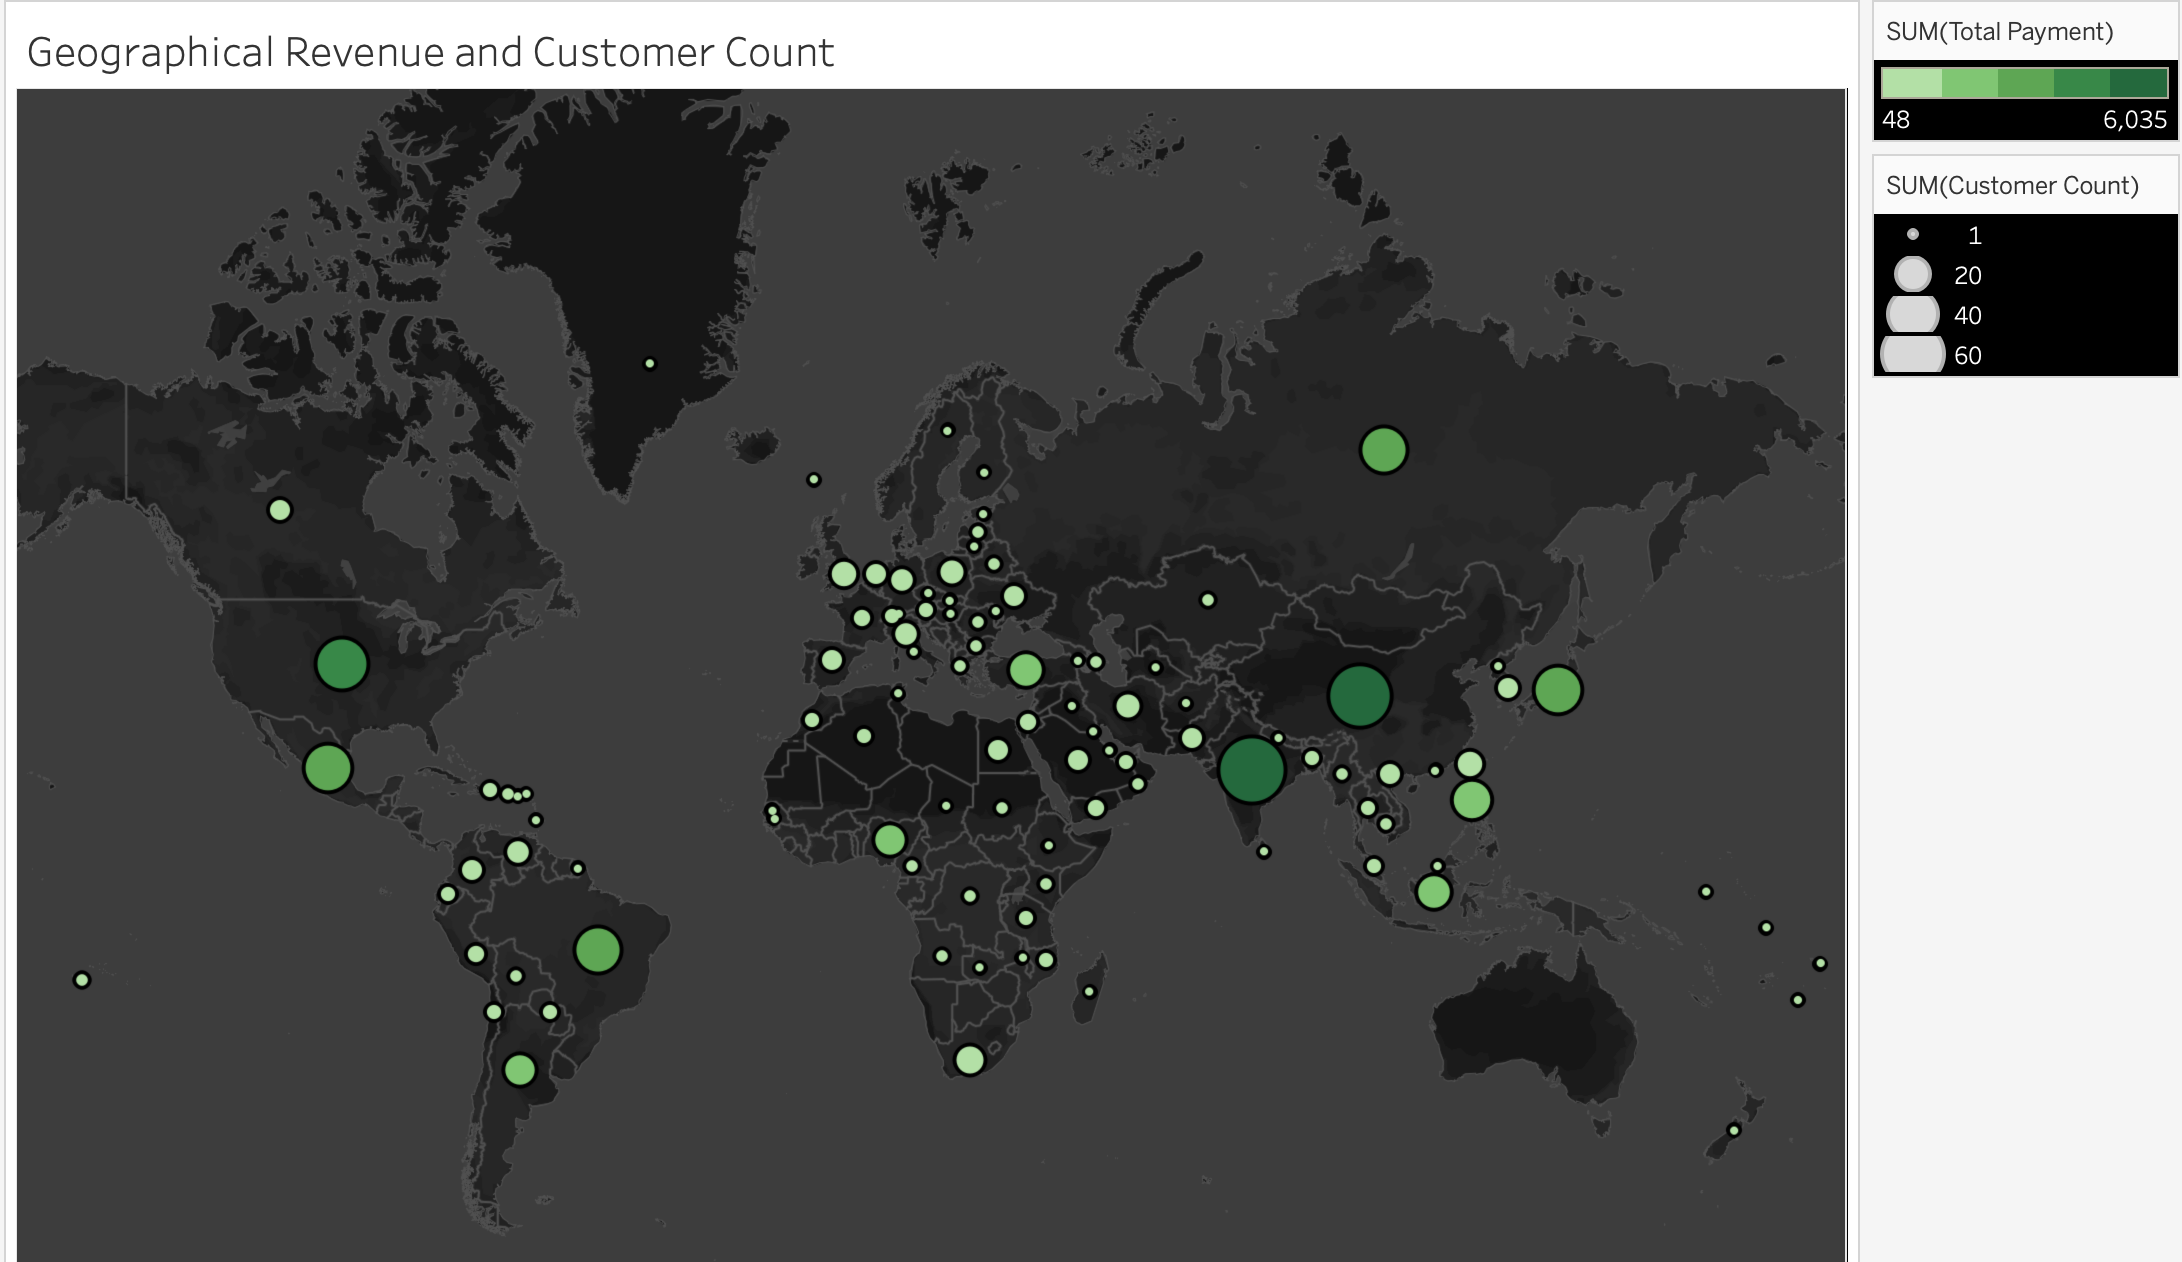 Geographical Revenue and Customer Count
SUM(Total Payment)
48 6,035
SUM(Customer Count)
1
20
40
60